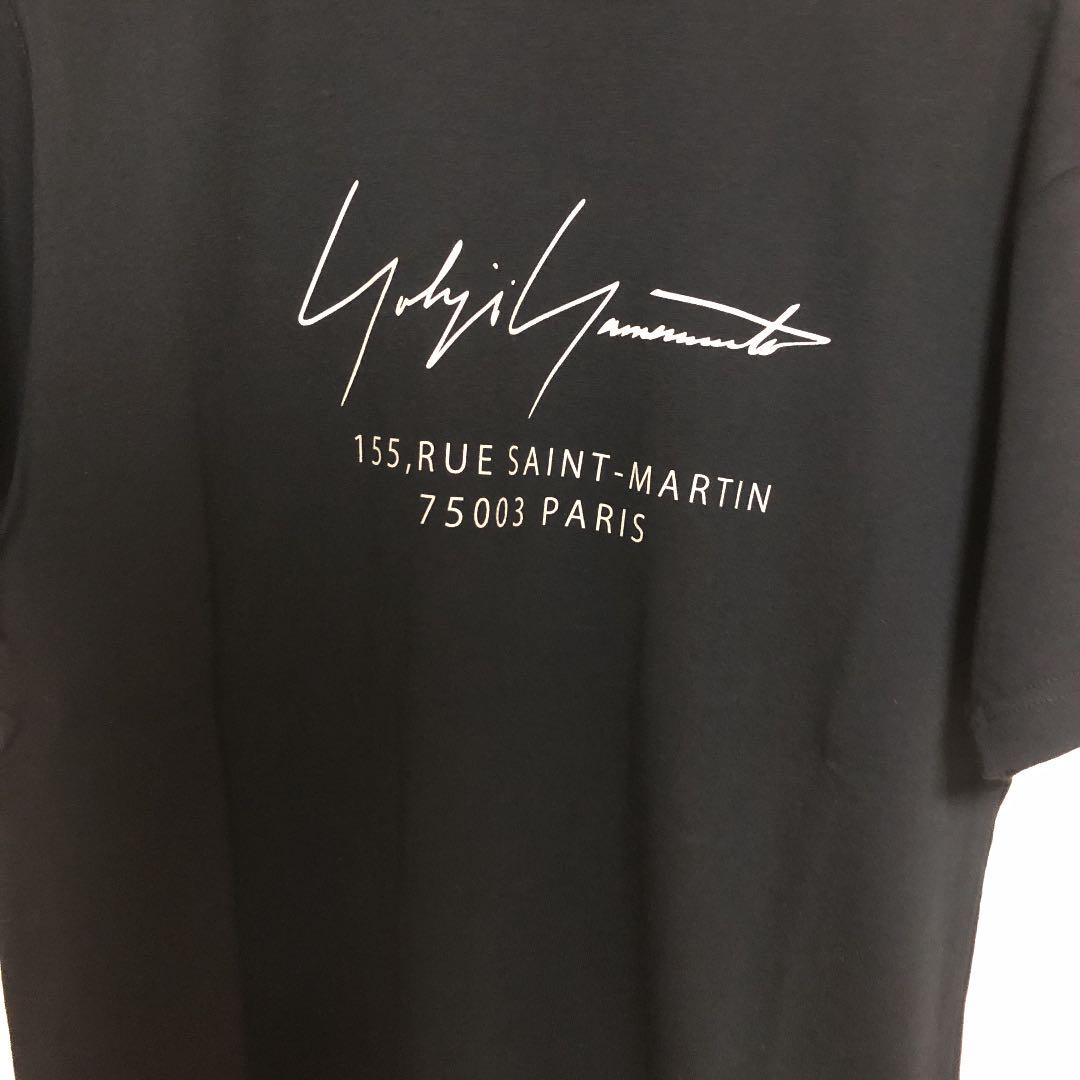 Yohji Yamamoto
155,RUE SAINT-MARTIN
75003 PARIS